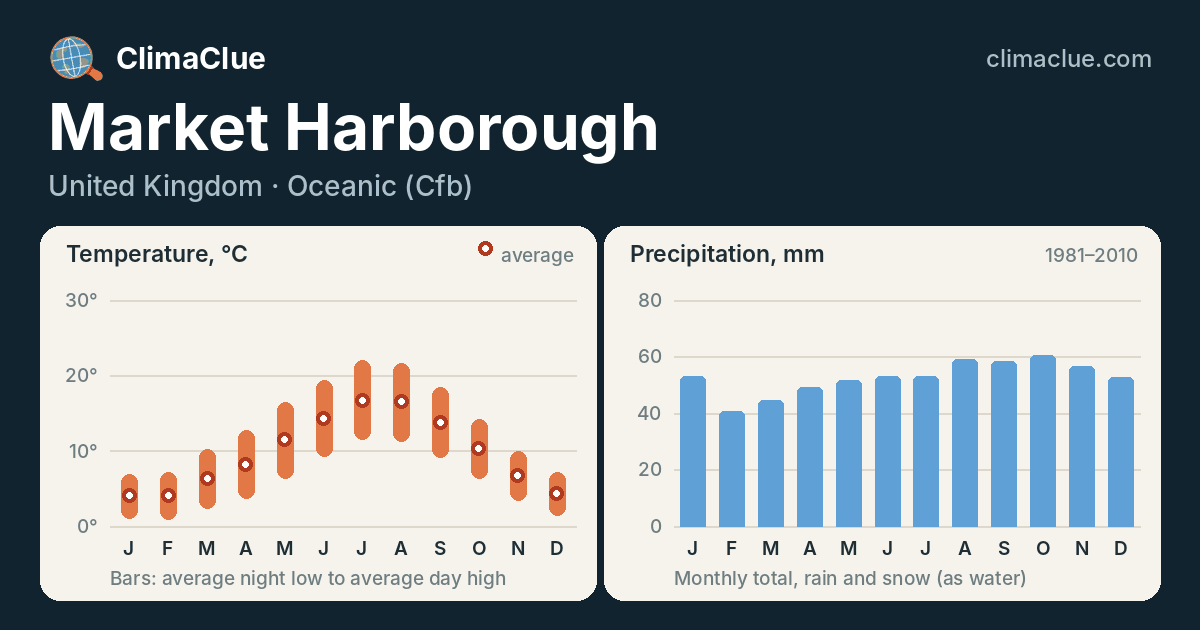 ClimaClue
climaclue.com
Market Harborough
United Kingdom · Oceanic (Cfb)
Temperature, °C
average
30°
20°
10°
0°
J F M A M J J A S O N D
Bars: average night low to average day high
Precipitation, mm
1981–2010
80
60
40
20
0
J F M A M J J A S O N D
Monthly total, rain and snow (as water)